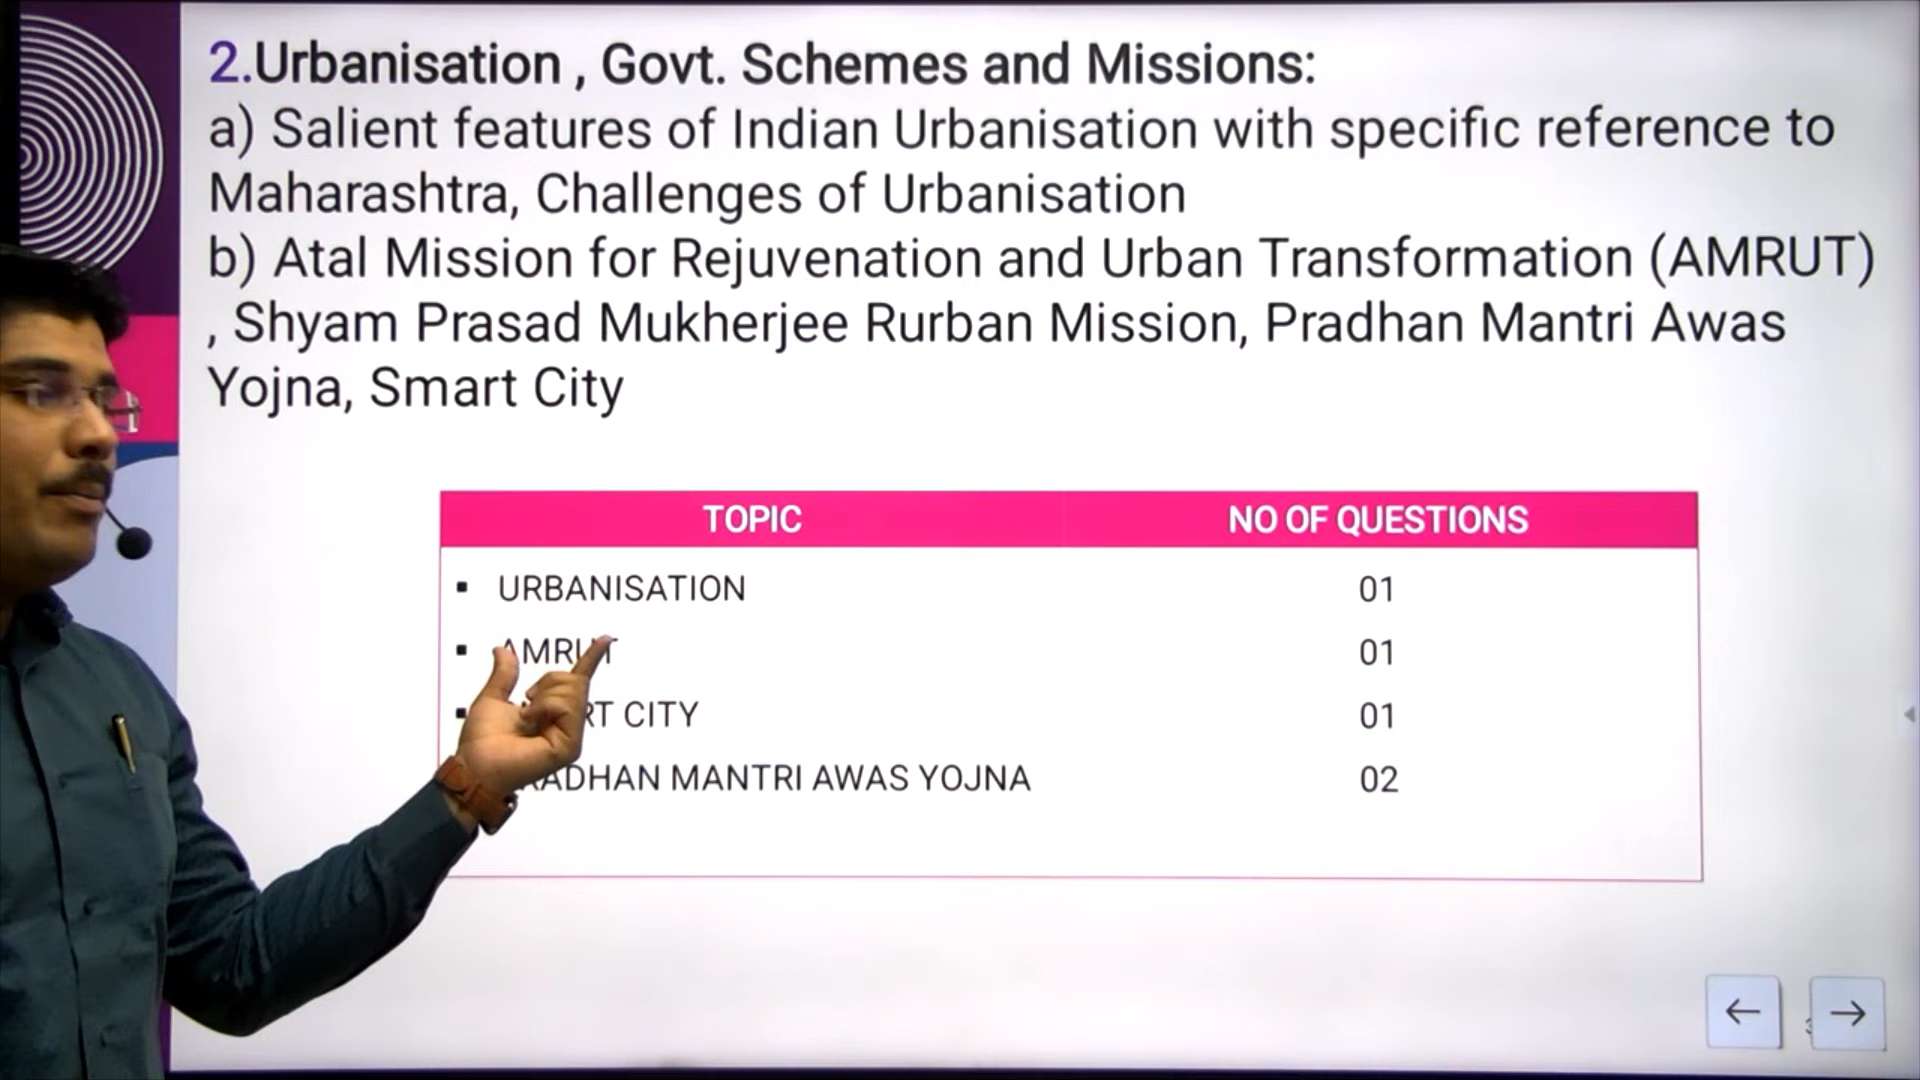 2.Urbanisation , Govt. Schemes and Missions:
a) Salient features of Indian Urbanisation with specific reference to
Maharashtra, Challenges of Urbanisation
b) Atal Mission for Rejuvenation and Urban Transformation (AMRUT)
, Shyam Prasad Mukherjee Rurban Mission, Pradhan Mantri Awas
Yojna, Smart City
TOPIC NO OF QUESTIONS
▪ URBANISATION 01
▪ AMRUT 01
▪ CITY 01
MANTRI AWAS YOJNA 02